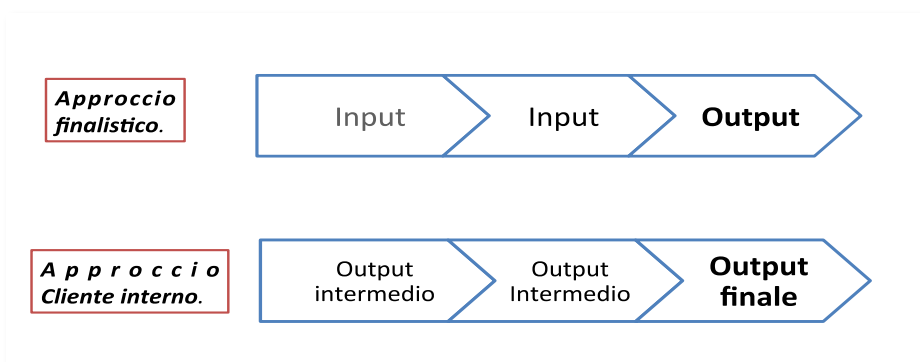 Approccio
finalistico.
Input
Input
Output
Approccio
Cliente interno.
Output
intermedio
Output
Intermedio
Output
finale